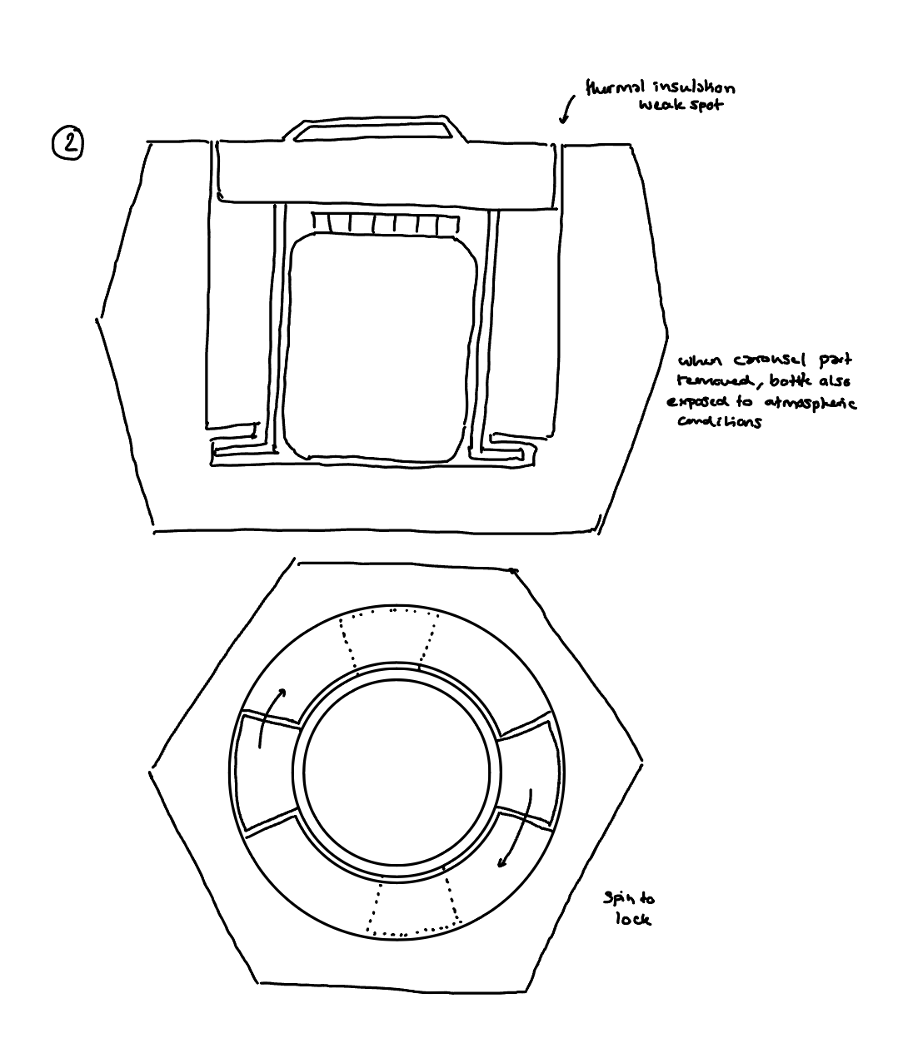 thermal insulation
weak spot
2
when carousel part
removed, bottle also
exposed to atmospheric
conditions
Spin to
lock